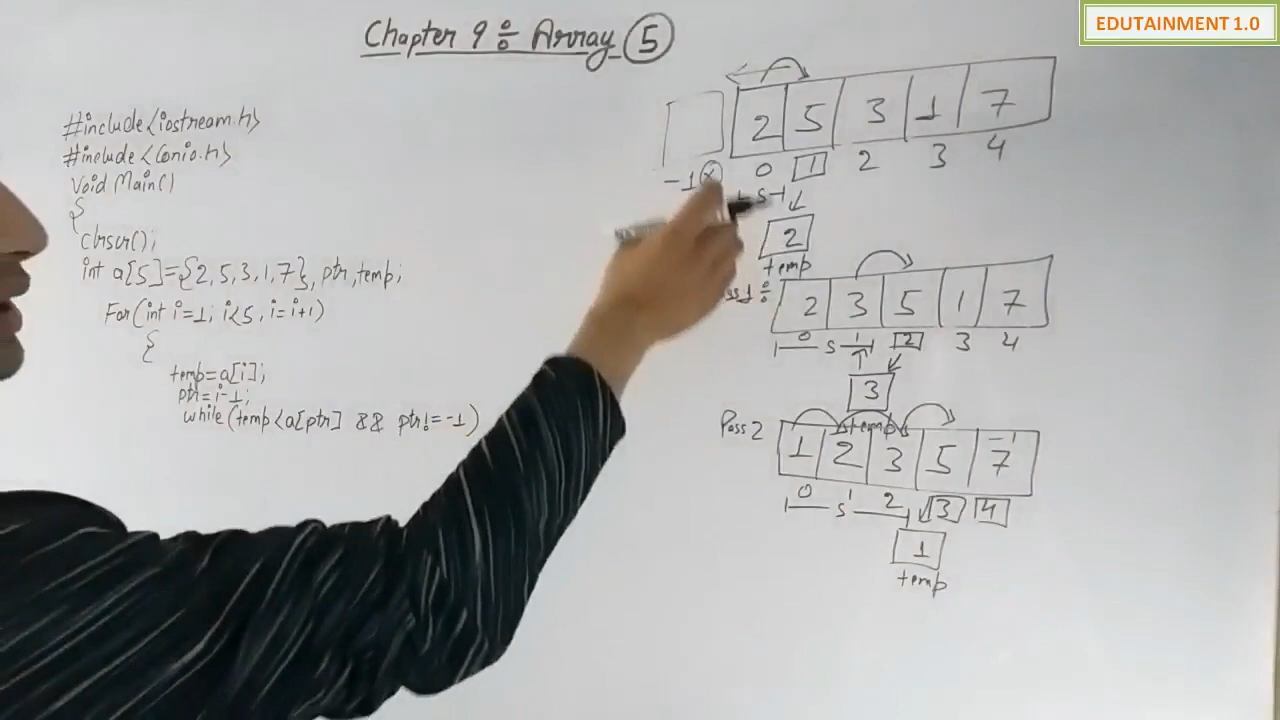 EDUTAINMENT 1.0
Chapter 9 : Array 5
#include<iostream.h>
#include<conio.h>
Void Main()
{
clrscr();
int a[5]={2,5,3,1,7}, ptr,temp;
For(int i=1; i<5, i=i+1)
{
temp=a[i];
ptr=i-1;
while(temp<a[ptr] && ptr!=-1)
2 5 3 1 7
-1 x 0 1 2 3 4
S
2
temp
ss1 :
2 3 5 1 7
0 S 1 2 3 4
3
temp
Pass 2
1 2 3 5 7
0 S 1 2 3 4
1
temp